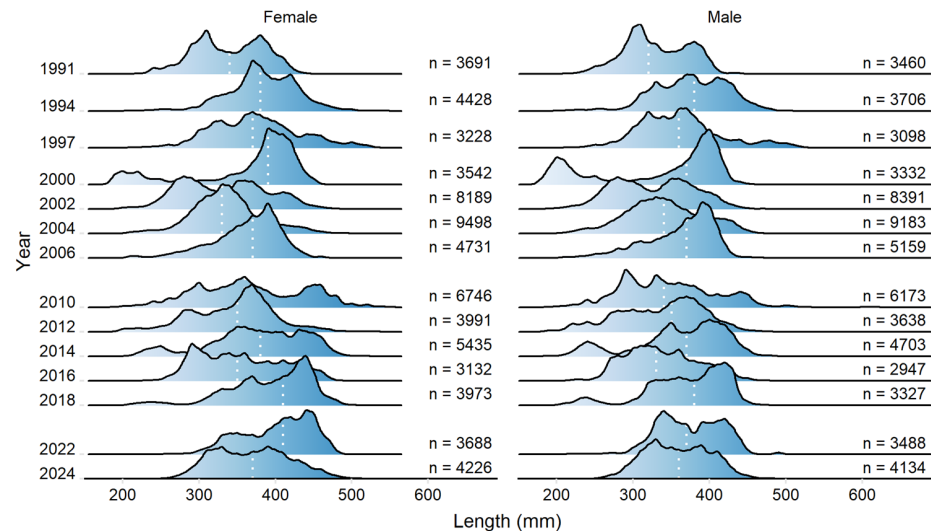 Female Male
1991 n = 3691 n = 3460
1994 n = 4428 n = 3706
1997 n = 3228 n = 3098
2000 n = 3542 n = 3332
2002 n = 8189 n = 8391
2004 n = 9498 n = 9183
2006 n = 4731 n = 5159
2010 n = 6746 n = 6173
2012 n = 3991 n = 3638
2014 n = 5435 n = 4703
2016 n = 3132 n = 2947
2018 n = 3973 n = 3327
2022 n = 3688 n = 3488
2024 n = 4226 n = 4134
Year
200 300 400 500 600 200 300 400 500 600
Length (mm)